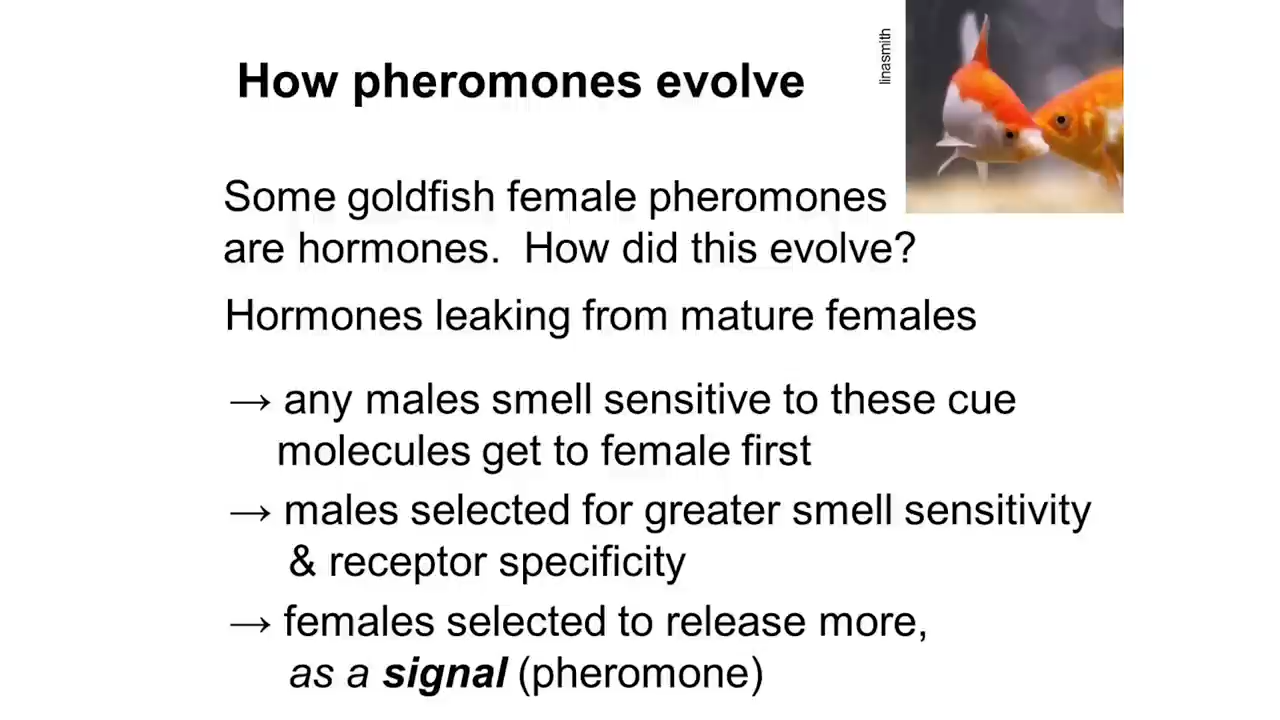 How pheromones evolve
linasmith
Some goldfish female pheromones
are hormones. How did this evolve?
Hormones leaking from mature females
→ any males smell sensitive to these cue
molecules get to female first
→ males selected for greater smell sensitivity
& receptor specificity
→ females selected to release more,
as a signal (pheromone)